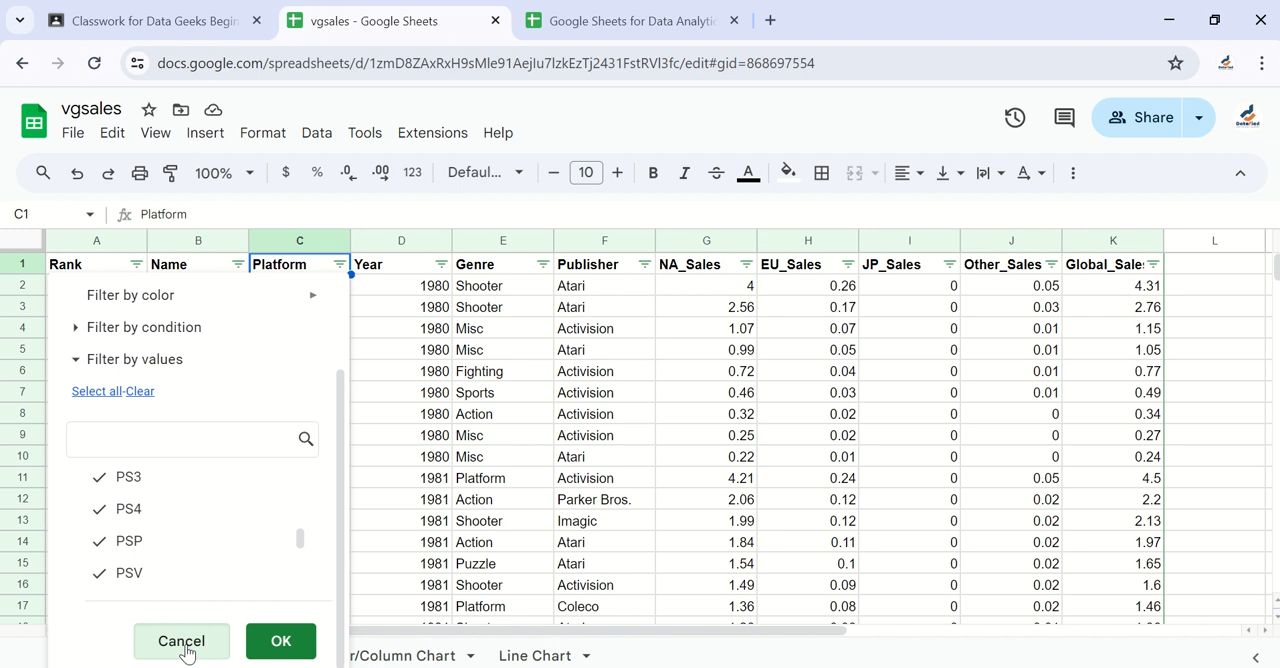 Classwork for Data Geeks Begin
vgsales - Google Sheets
Google Sheets for Data Analytic
docs.google.com/spreadsheets/d/1zmD8ZAxRxH9sMle91Aejlu7lzkEzTj2431FstRVl3fc/edit#gid=868697554
vgsales
File Edit View Insert Format Data Tools Extensions Help
Share
100% $ % .0 .00 123 Defaul... 10 B I A
C1 fx Platform
A B C D E F G H I J K L
1 Rank Name Platform Year Genre Publisher NA_Sales EU_Sales JP_Sales Other_Sales Global_Sale
2 1980 Shooter Atari 4 0.26 0 0.05 4.31
3 1980 Shooter Atari 2.56 0.17 0 0.03 2.76
4 1980 Misc Activision 1.07 0.07 0 0.01 1.15
5 1980 Misc Atari 0.99 0.05 0 0.01 1.05
6 1980 Fighting Activision 0.72 0.04 0 0.01 0.77
7 1980 Sports Activision 0.46 0.03 0 0.01 0.49
8 1980 Action Activision 0.32 0.02 0 0 0.34
9 1980 Misc Activision 0.25 0.02 0 0 0.27
10 1980 Misc Atari 0.22 0.01 0 0 0.24
11 1981 Platform Activision 4.21 0.24 0 0.05 4.5
12 1981 Action Parker Bros. 2.06 0.12 0 0.02 2.2
13 1981 Shooter Imagic 1.99 0.12 0 0.02 2.13
14 1981 Action Atari 1.84 0.11 0 0.02 1.97
15 1981 Puzzle Atari 1.54 0.1 0 0.02 1.65
16 1981 Shooter Activision 1.49 0.09 0 0.02 1.6
17 1981 Platform Coleco 1.36 0.08 0 0.02 1.46
Filter by color
Filter by condition
Filter by values
Select all-Clear
PS3
PS4
PSP
PSV
Cancel OK
r/Column Chart Line Chart